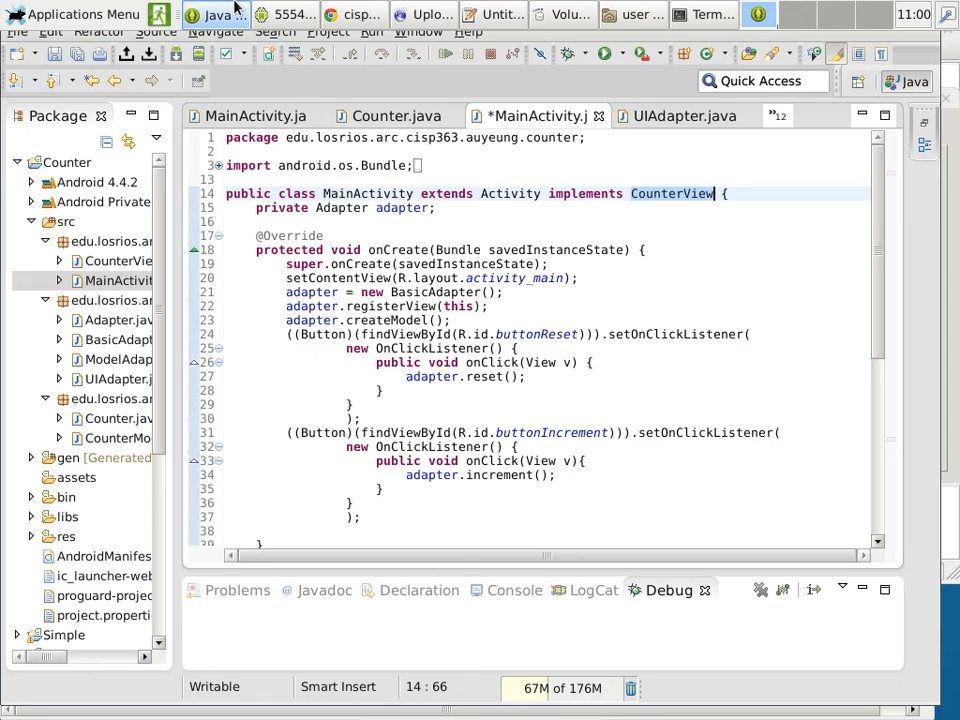 Applications Menu Java ... 5554... cisp... Uplo... Untit... Volu... user ... Term... 11:00
File Edit Refactor Source Navigate Search Project Run Window Help
Quick Access Java
Package
MainActivity.ja Counter.java *MainActivity.j UIAdapter.java »12
Counter
Android 4.4.2
Android Private
src
edu.losrios.ar
CounterVie
MainActivit
edu.losrios.ar
Adapter.jav
BasicAdapt
ModelAdap
UIAdapter.j
edu.losrios.ar
Counter.jav
CounterMo
gen [Generated
assets
bin
libs
res
AndroidManifes
ic_launcher-web
proguard-projec
project.properti
Simple
1 package edu.losrios.arc.cisp363.auyeung.counter;
2
3 import android.os.Bundle;
13
14 public class MainActivity extends Activity implements CounterView {
15 private Adapter adapter;
16
17 @Override
18 protected void onCreate(Bundle savedInstanceState) {
19 super.onCreate(savedInstanceState);
20 setContentView(R.layout.activity_main);
21 adapter = new BasicAdapter();
22 adapter.registerView(this);
23 adapter.createModel();
24 ((Button)(findViewById(R.id.buttonReset))).setOnClickListener(
25 new OnClickListener() {
26 public void onClick(View v) {
27 adapter.reset();
28 }
29 }
30 );
31 ((Button)(findViewById(R.id.buttonIncrement))).setOnClickListener(
32 new OnClickListener() {
33 public void onClick(View v){
34 adapter.increment();
35 }
36 }
37 );
38
39 }
Problems Javadoc Declaration Console LogCat Debug
Writable Smart Insert 14 : 66 67M of 176M